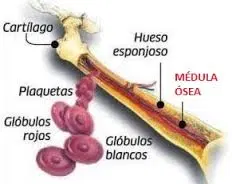 Cartílago
Hueso
esponjoso
MÉDULA
ÓSEA
Plaquetas
Glóbulos
rojos
Glóbulos
blancos